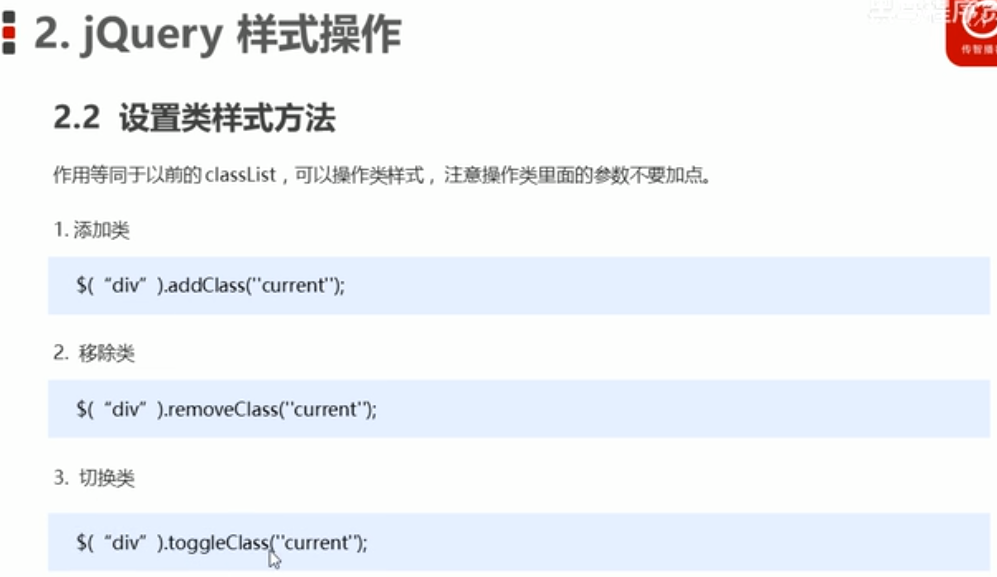 2. jQuery 样式操作
2.2 设置类样式方法
作用等同于以前的 classList，可以操作类样式， 注意操作类里面的参数不要加点。
1. 添加类
$(“div”).addClass(''current'');
2. 移除类
$(“div”).removeClass(''current'');
3. 切换类
$(“div”).toggleClass(''current'');